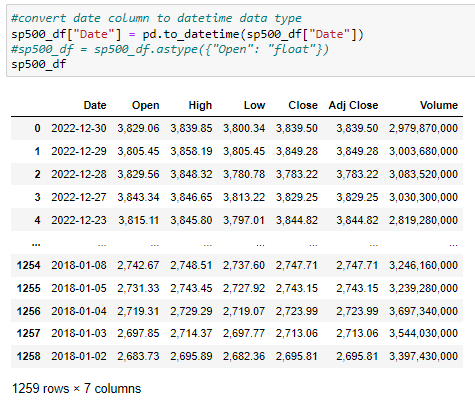 #convert date column to datetime data type
sp500_df["Date"] = pd.to_datetime(sp500_df["Date"])
#sp500_df = sp500_df.astype({"Open": "float"})
sp500_df
Date Open High Low Close Adj Close Volume
0 2022-12-30 3,829.06 3,839.85 3,800.34 3,839.50 3,839.50 2,979,870,000
1 2022-12-29 3,805.45 3,858.19 3,805.45 3,849.28 3,849.28 3,003,680,000
2 2022-12-28 3,829.56 3,848.32 3,780.78 3,783.22 3,783.22 3,083,520,000
3 2022-12-27 3,843.34 3,846.65 3,813.22 3,829.25 3,829.25 3,030,300,000
4 2022-12-23 3,815.11 3,845.80 3,797.01 3,844.82 3,844.82 2,819,280,000
... ... ... ... ... ... ... ...
1254 2018-01-08 2,742.67 2,748.51 2,737.60 2,747.71 2,747.71 3,246,160,000
1255 2018-01-05 2,731.33 2,743.45 2,727.92 2,743.15 2,743.15 3,239,280,000
1256 2018-01-04 2,719.31 2,729.29 2,719.07 2,723.99 2,723.99 3,697,340,000
1257 2018-01-03 2,697.85 2,714.37 2,697.77 2,713.06 2,713.06 3,544,030,000
1258 2018-01-02 2,683.73 2,695.89 2,682.36 2,695.81 2,695.81 3,397,430,000
1259 rows × 7 columns